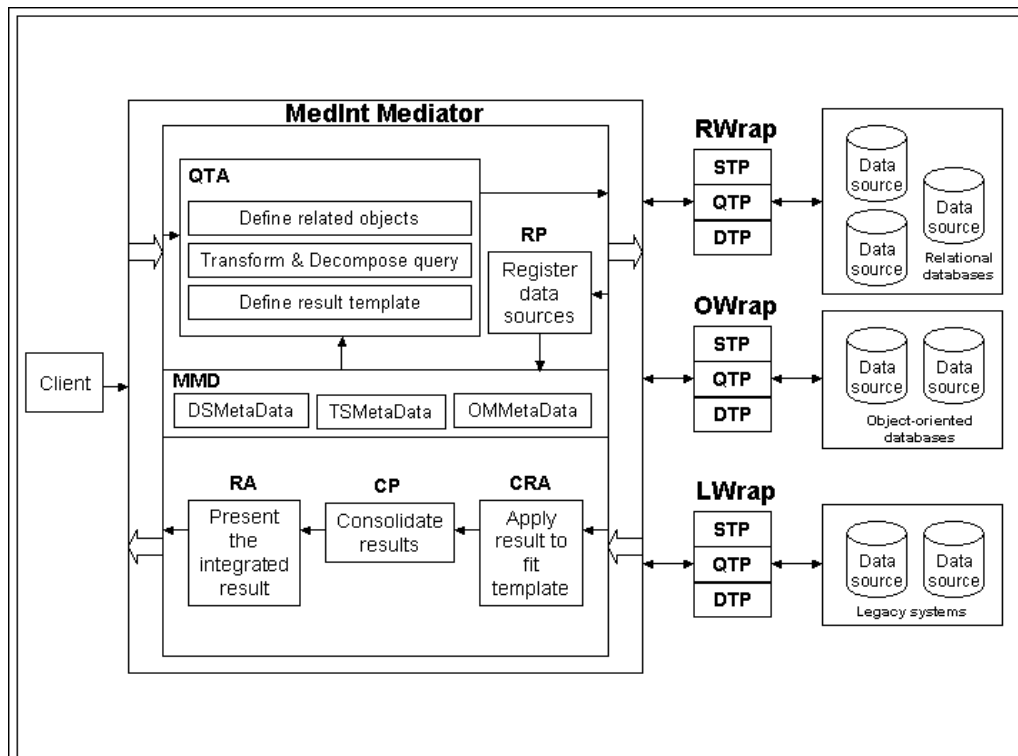 MedInt Mediator
QTA
Define related objects
Transform & Decompose query
Define result template
RP
Register
data
sources
Client
MMD
DSMetaData
TSMetaData
OMMetaData
RA
Present
the
integrated
result
CP
Consolidate
results
CRA
Apply
result to
fit
template
RWrap
STP
QTP
DTP
Data
source
Data
source
Data
source
Relational
databases
OWrap
STP
QTP
DTP
Data
source
Data
source
Object-oriented
databases
LWrap
STP
QTP
DTP
Data
source
Data
source
Legacy systems